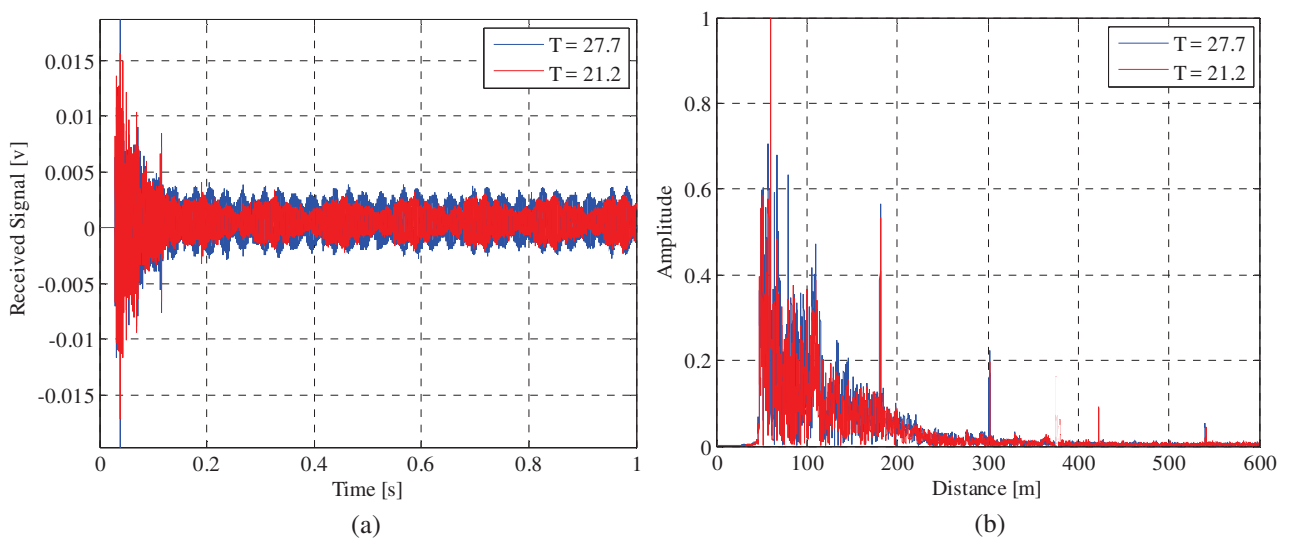 T = 27.7
T = 21.2
0.015
0.01
0.005
0
-0.005
-0.01
-0.015
0
0.2
0.4
0.6
0.8
1
Received Signal [v]
Time [s]
(a)
T = 27.7
T = 21.2
1
0.8
0.6
0.4
0.2
0
0
100
200
300
400
500
600
Amplitude
Distance [m]
(b)